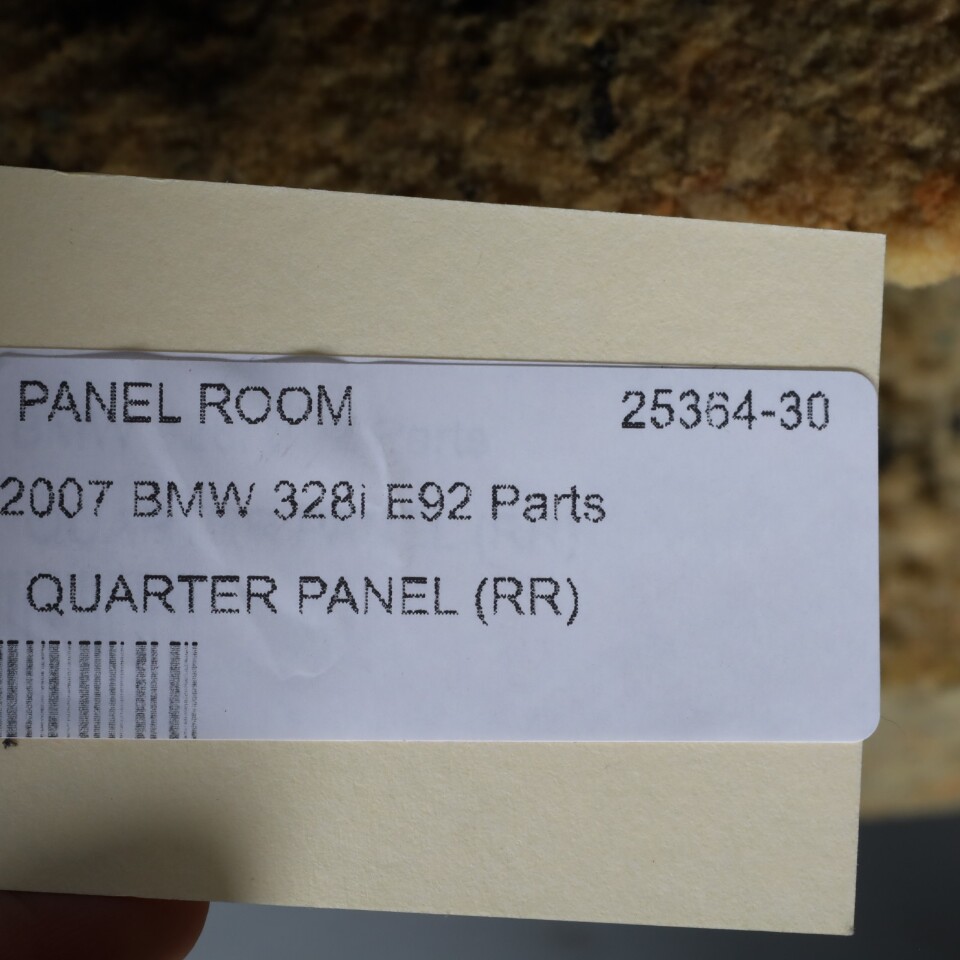 PANEL ROOM 25364-30
2007 BMW 328i E92 Parts
QUARTER PANEL (RR)